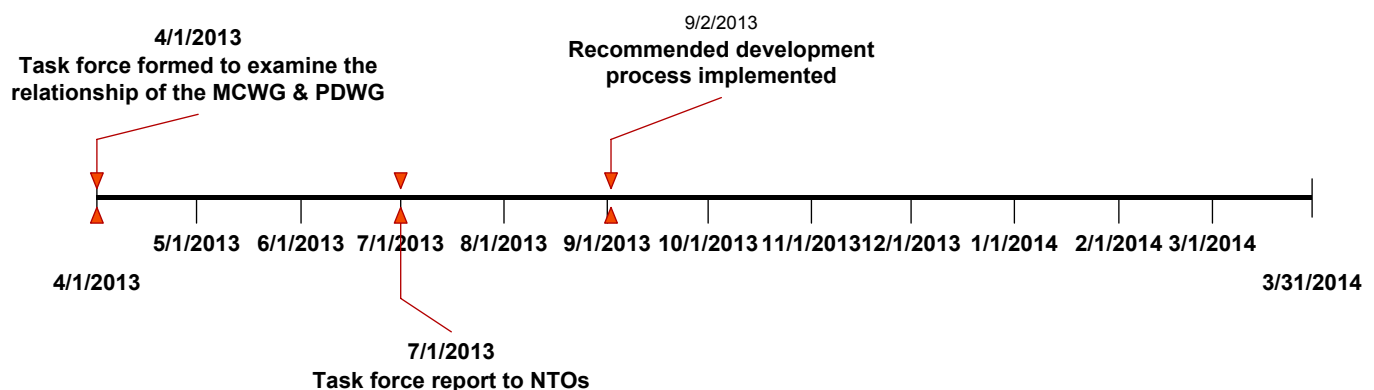 4/1/2013
Task force formed to examine the
relationship of the MCWG & PDWG
9/2/2013
Recommended development
process implemented
5/1/2013 6/1/2013 7/1/2013 8/1/2013 9/1/2013 10/1/2013 11/1/2013 12/1/2013 1/1/2014 2/1/2014 3/1/2014
4/1/2013 3/31/2014
7/1/2013
Task force report to NTOs